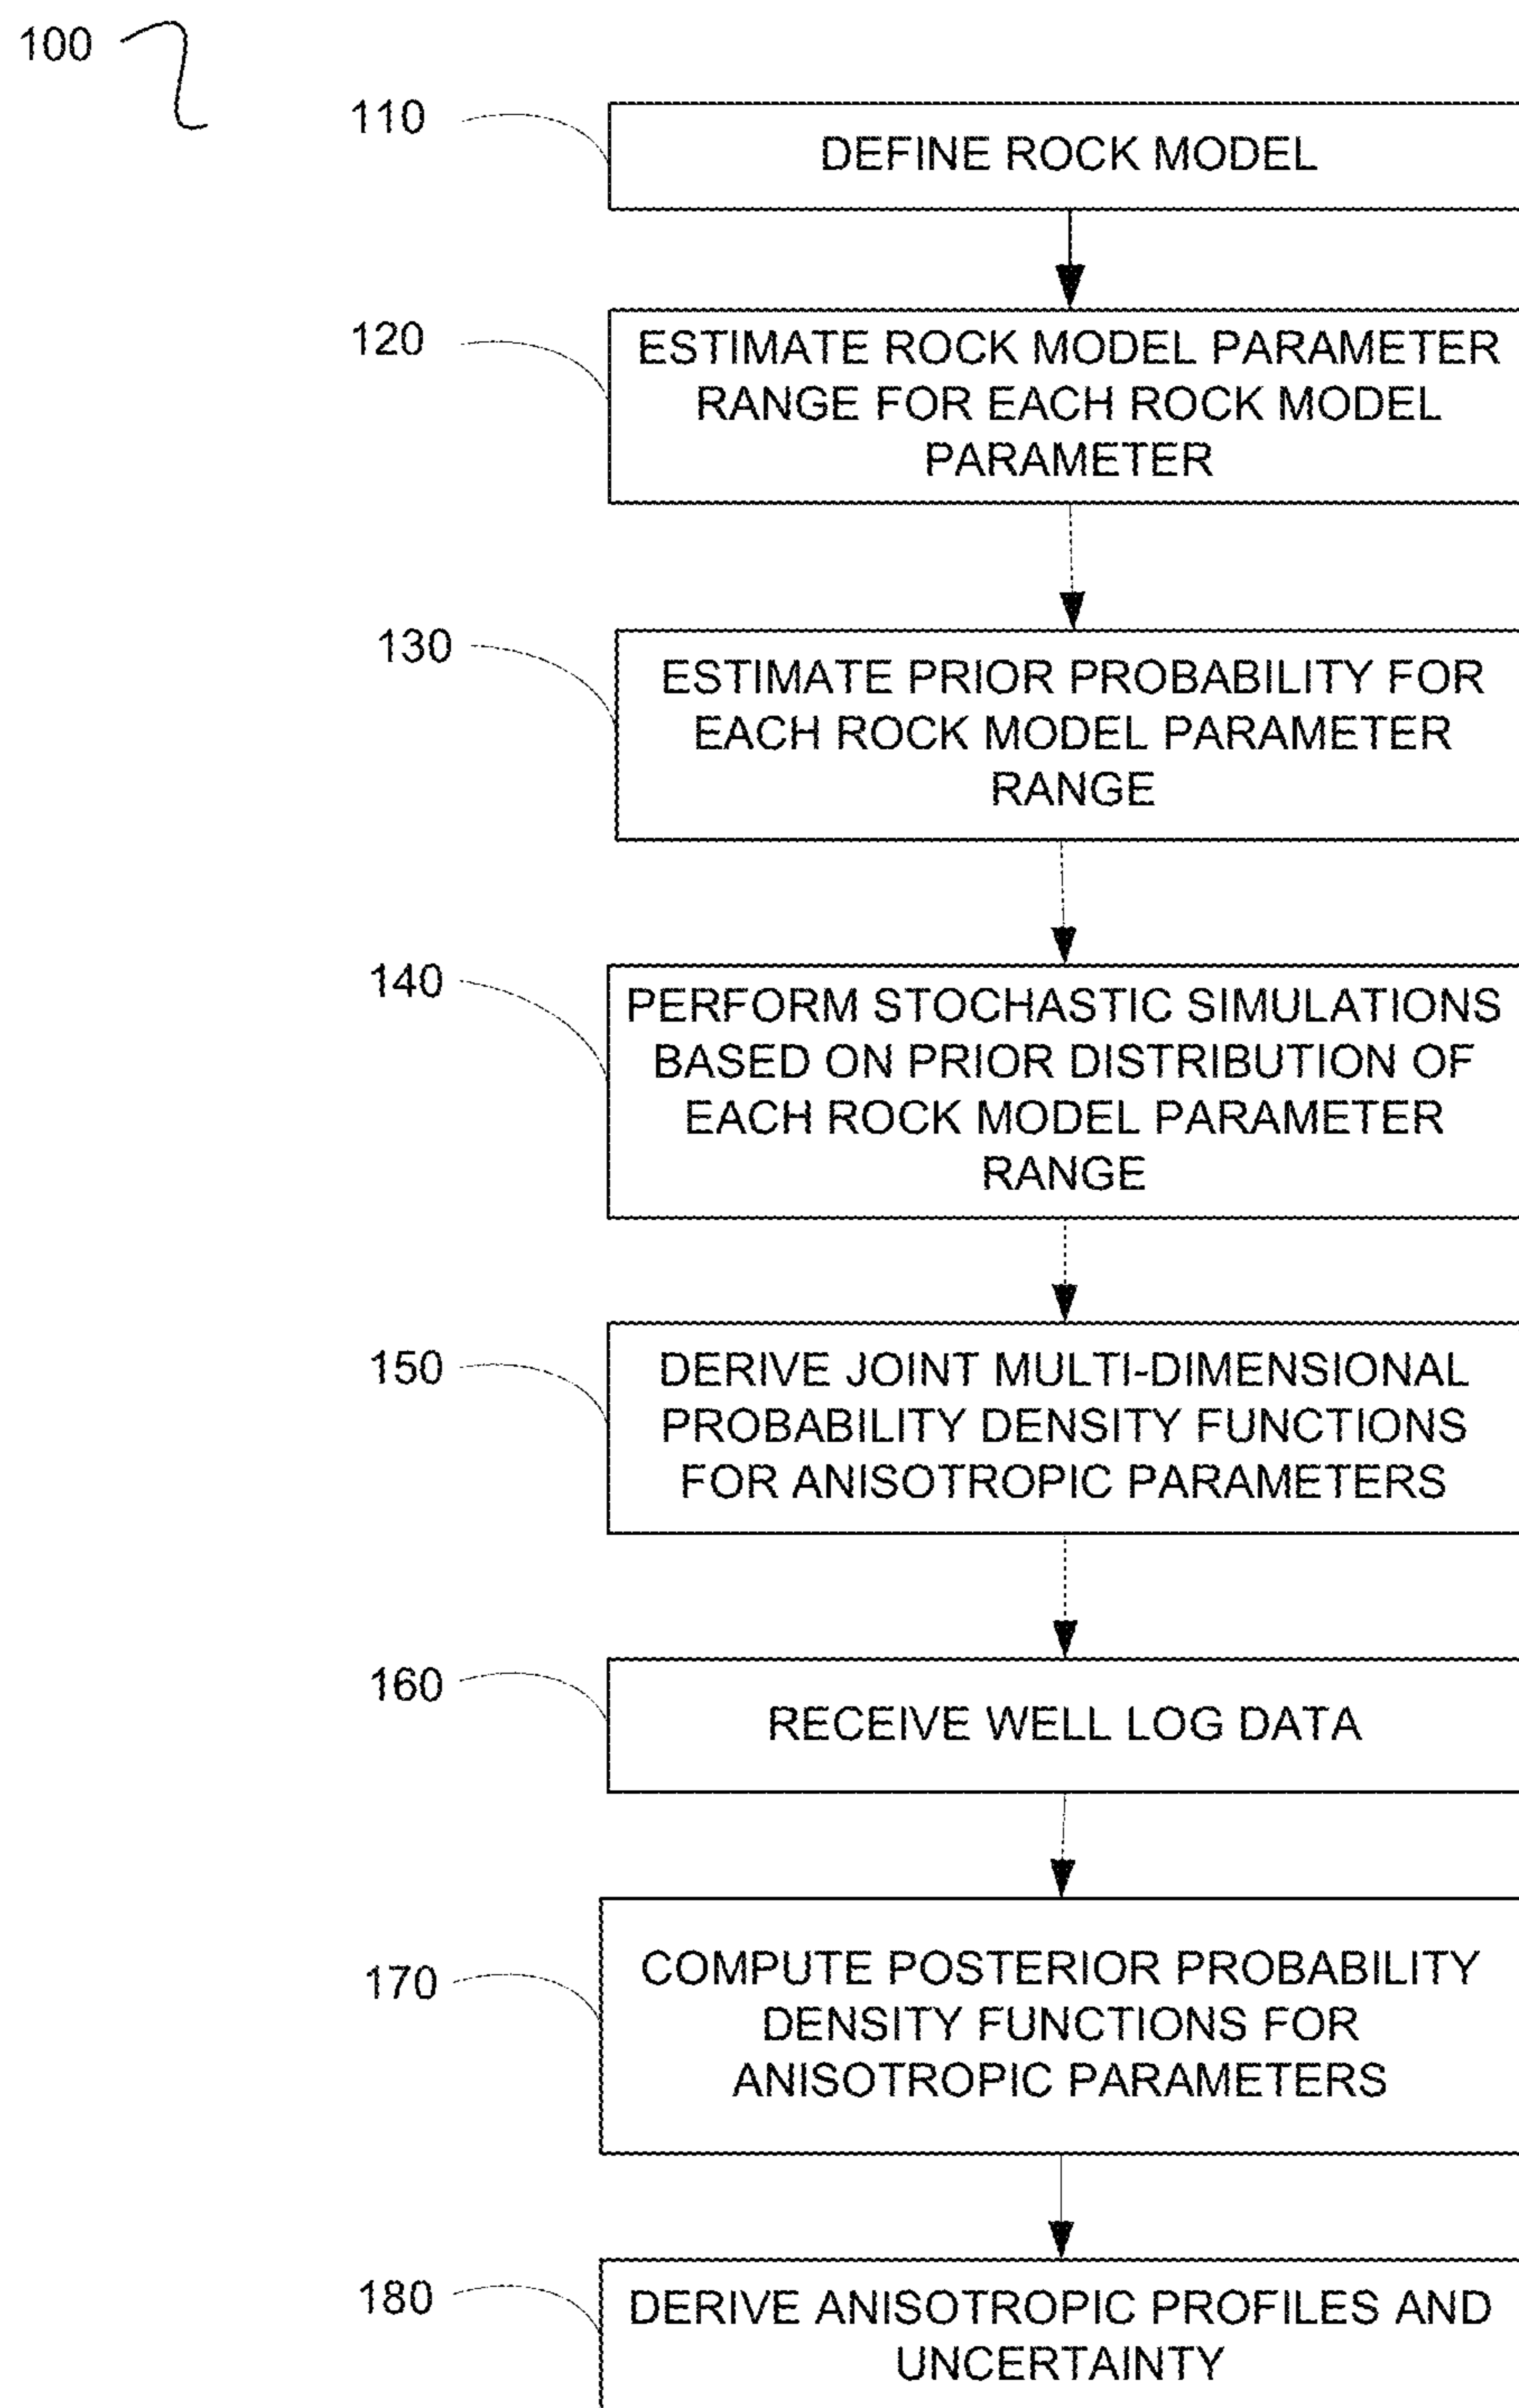 100
110
DEFINE ROCK MODEL
120
ESTIMATE ROCK MODEL PARAMETER
RANGE FOR EACH ROCK MODEL
PARAMETER
130
ESTIMATE PRIOR PROBABILITY FOR
EACH ROCK MODEL PARAMETER
RANGE
140
PERFORM STOCHASTIC SIMULATIONS
BASED ON PRIOR DISTRIBUTION OF
EACH ROCK MODEL PARAMETER
RANGE
150
DERIVE JOINT MULTI-DIMENSIONAL
PROBABILITY DENSITY FUNCTIONS
FOR ANISOTROPIC PARAMETERS
160
RECEIVE WELL LOG DATA
170
COMPUTE POSTERIOR PROBABILITY
DENSITY FUNCTIONS FOR
ANISOTROPIC PARAMETERS
180
DERIVE ANISOTROPIC PROFILES AND
UNCERTAINTY